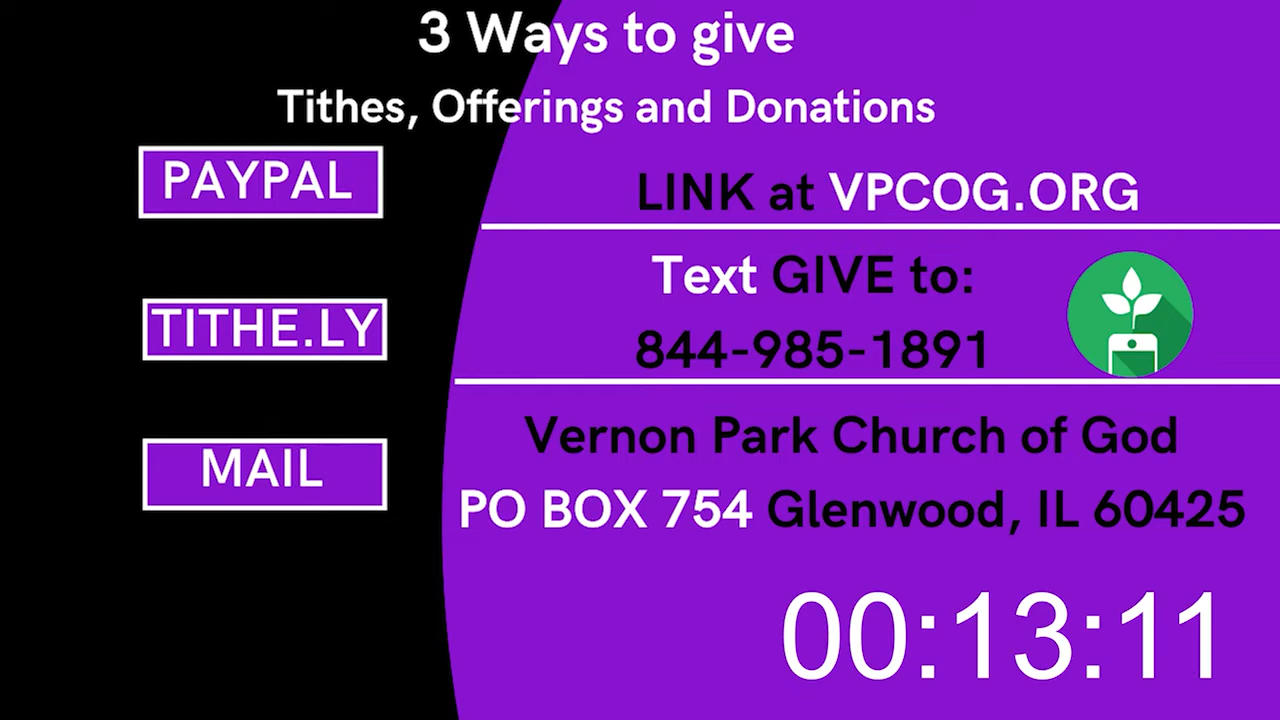 3 Ways to give
Tithes, Offerings and Donations
PAYPAL
LINK at VPCOG.ORG
TITHE.LY
Text GIVE to:
844-985-1891
MAIL
Vernon Park Church of God
PO BOX 754 Glenwood, IL 60425
00:13:11